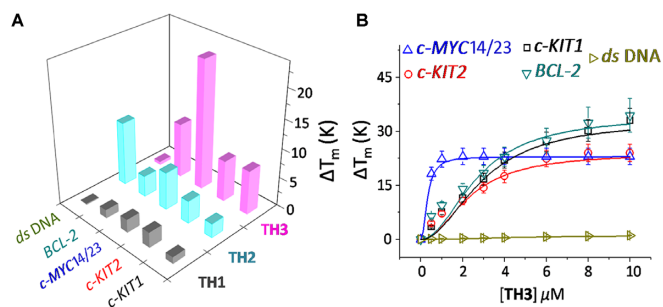 A
20
15
10
5
0
ΔTm (K)
ds DNA
BCL-2
c-MYC14/23
c-KIT2
c-KIT1
TH1
TH2
TH3
B
c-MYC14/23
c-KIT1
ds DNA
c-KIT2
BCL-2
45
30
15
0
ΔTm (K)
0 2 4 6 8 10
[TH3] μM